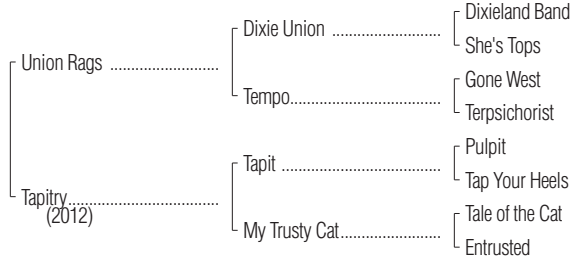 Dixieland Band
Dixie Union ................................
She's Tops
Union Rags ................................
Gone West
Tempo............................................
Terpsichorist
Pulpit
Tapit .............................................
Tap Your Heels
Tapitry............................................
(2012)
Tale of the Cat
My Trusty Cat.............................
Entrusted